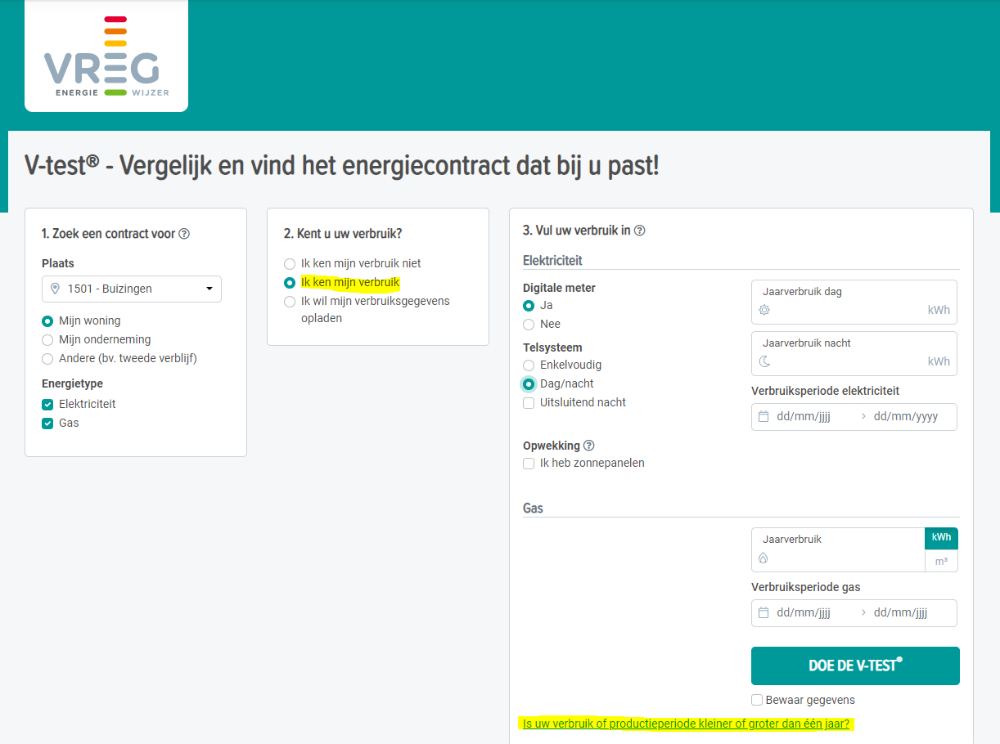 VREG
ENERGIE WIJZER
V-test® - Vergelijk en vind het energiecontract dat bij u past!
1. Zoek een contract voor ?
Plaats
1501 - Buizingen
Mijn woning
Mijn onderneming
Andere (bv. tweede verblijf)
Energietype
Elektriciteit
Gas
2. Kent u uw verbruik?
Ik ken mijn verbruik niet
Ik ken mijn verbruik
Ik wil mijn verbruiksgegevens
opladen
3. Vul uw verbruik in ?
Elektriciteit
Digitale meter
Ja
Nee
Telsysteem
Enkelvoudig
Dag/nacht
Uitsluitend nacht
Opwekking ?
Ik heb zonnepanelen
Jaarverbruik dag
kWh
Jaarverbruik nacht
kWh
Verbruiksperiode elektriciteit
dd/mm/jjjj > dd/mm/yyyy
Gas
Jaarverbruik
kWh
m³
Verbruiksperiode gas
dd/mm/jjjj > dd/mm/jjjj
DOE DE V-TEST®
Bewaar gegevens
Is uw verbruik of productieperiode kleiner of groter dan één jaar?